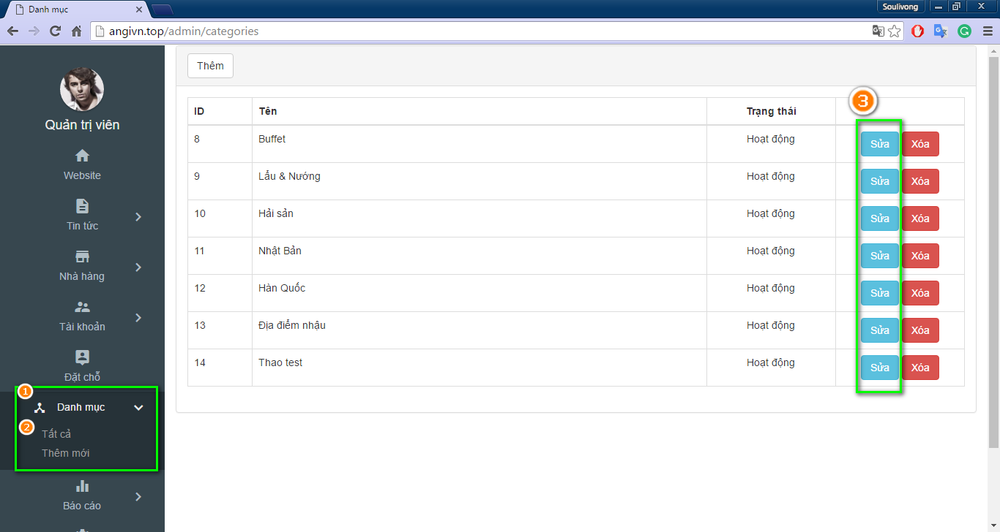 Danh mục
Soulivong
angivn.top/admin/categories
Quản trị viên
Website
Tin tức
Nhà hàng
Tài khoản
Đặt chỗ
1
Danh mục
2
Tất cả
Thêm mới
Báo cáo
Thêm
3
ID Tên Trạng thái
8 Buffet Hoạt động Sửa Xóa
9 Lẩu & Nướng Hoạt động Sửa Xóa
10 Hải sản Hoạt động Sửa Xóa
11 Nhật Bản Hoạt động Sửa Xóa
12 Hàn Quốc Hoạt động Sửa Xóa
13 Địa điểm nhậu Hoạt động Sửa Xóa
14 Thao test Hoạt động Sửa Xóa